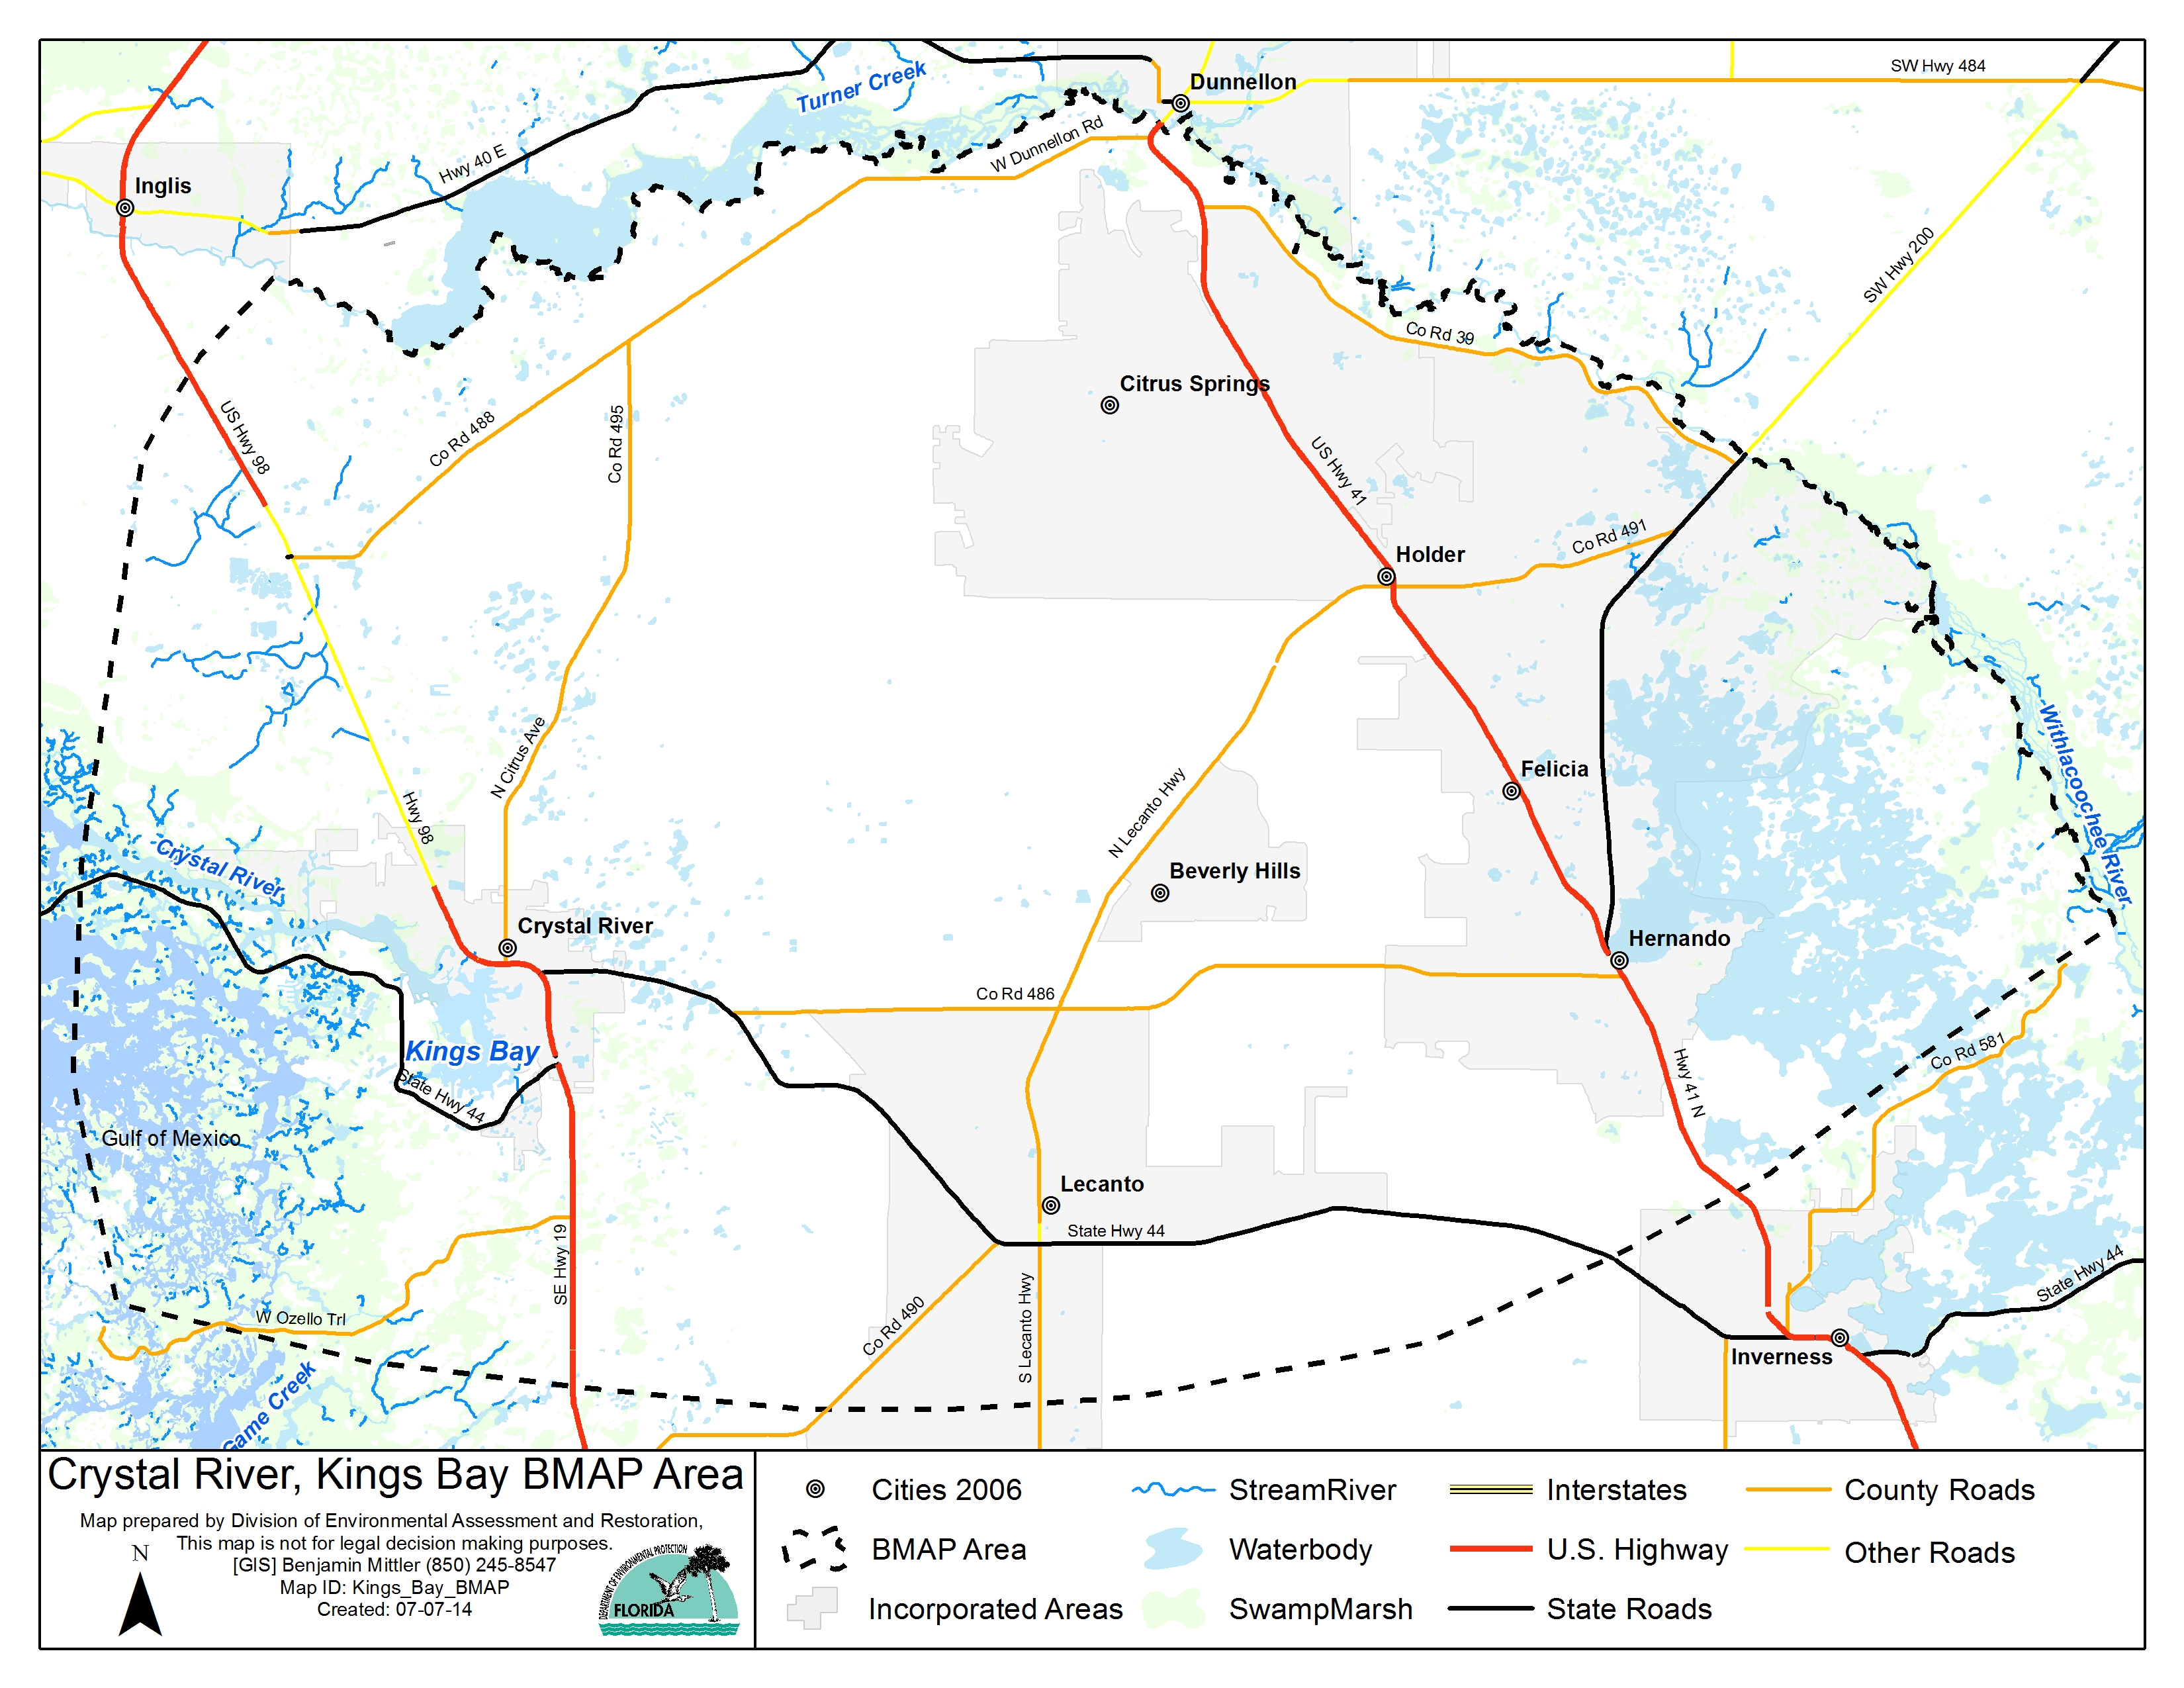 Turner Creek
Dunnellon
SW Hwy 484
Hwy 40 E
W Dunnellon Rd
Inglis
SW Hwy 200
Co Rd 39
Citrus Springs
US Hwy 98
Co Rd 488
Co Rd 495
US Hwy 41
Holder
Co Rd 491
N Citrus Ave
Withlacoochee River
Felicia
Hwy 98
N Lecanto Hwy
Crystal River
Beverly Hills
Crystal River
Hernando
Co Rd 486
Kings Bay
State Hwy 44
Co Rd 581
Hwy 41 N
Gulf of Mexico
Lecanto
State Hwy 44
SE Hwy 19
State Hwy 44
W Ozello Trl
Co Rd 490
S Lecanto Hwy
Inverness
Game Creek
Crystal River, Kings Bay BMAP Area
Map prepared by Division of Environmental Assessment and Restoration,
This map is not for legal decision making purposes.
[GIS] Benjamin Mittler (850) 245-8547
Map ID: Kings_Bay_BMAP
Created: 07-07-14
N
DEPARTMENT OF ENVIRONMENTAL PROTECTION
FLORIDA
Cities 2006
BMAP Area
Incorporated Areas
StreamRiver
Waterbody
SwampMarsh
Interstates
U.S. Highway
State Roads
County Roads
Other Roads